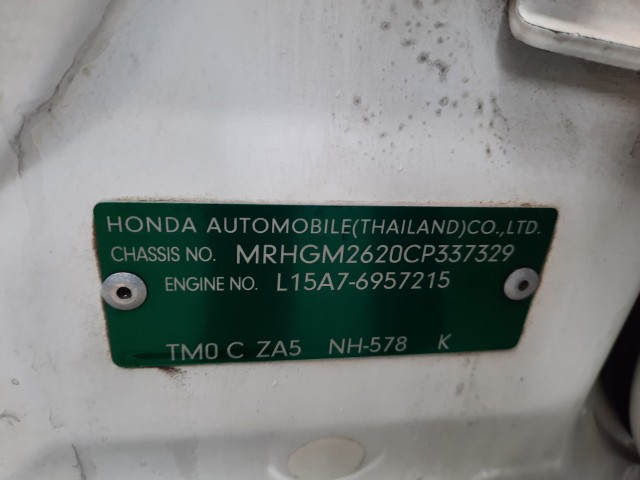 HONDA AUTOMOBILE(THAILAND)CO.,LTD.
CHASSIS NO. MRHGM2620CP337329
ENGINE NO. L15A7-6957215
TM0 C ZA5 NH-578 K